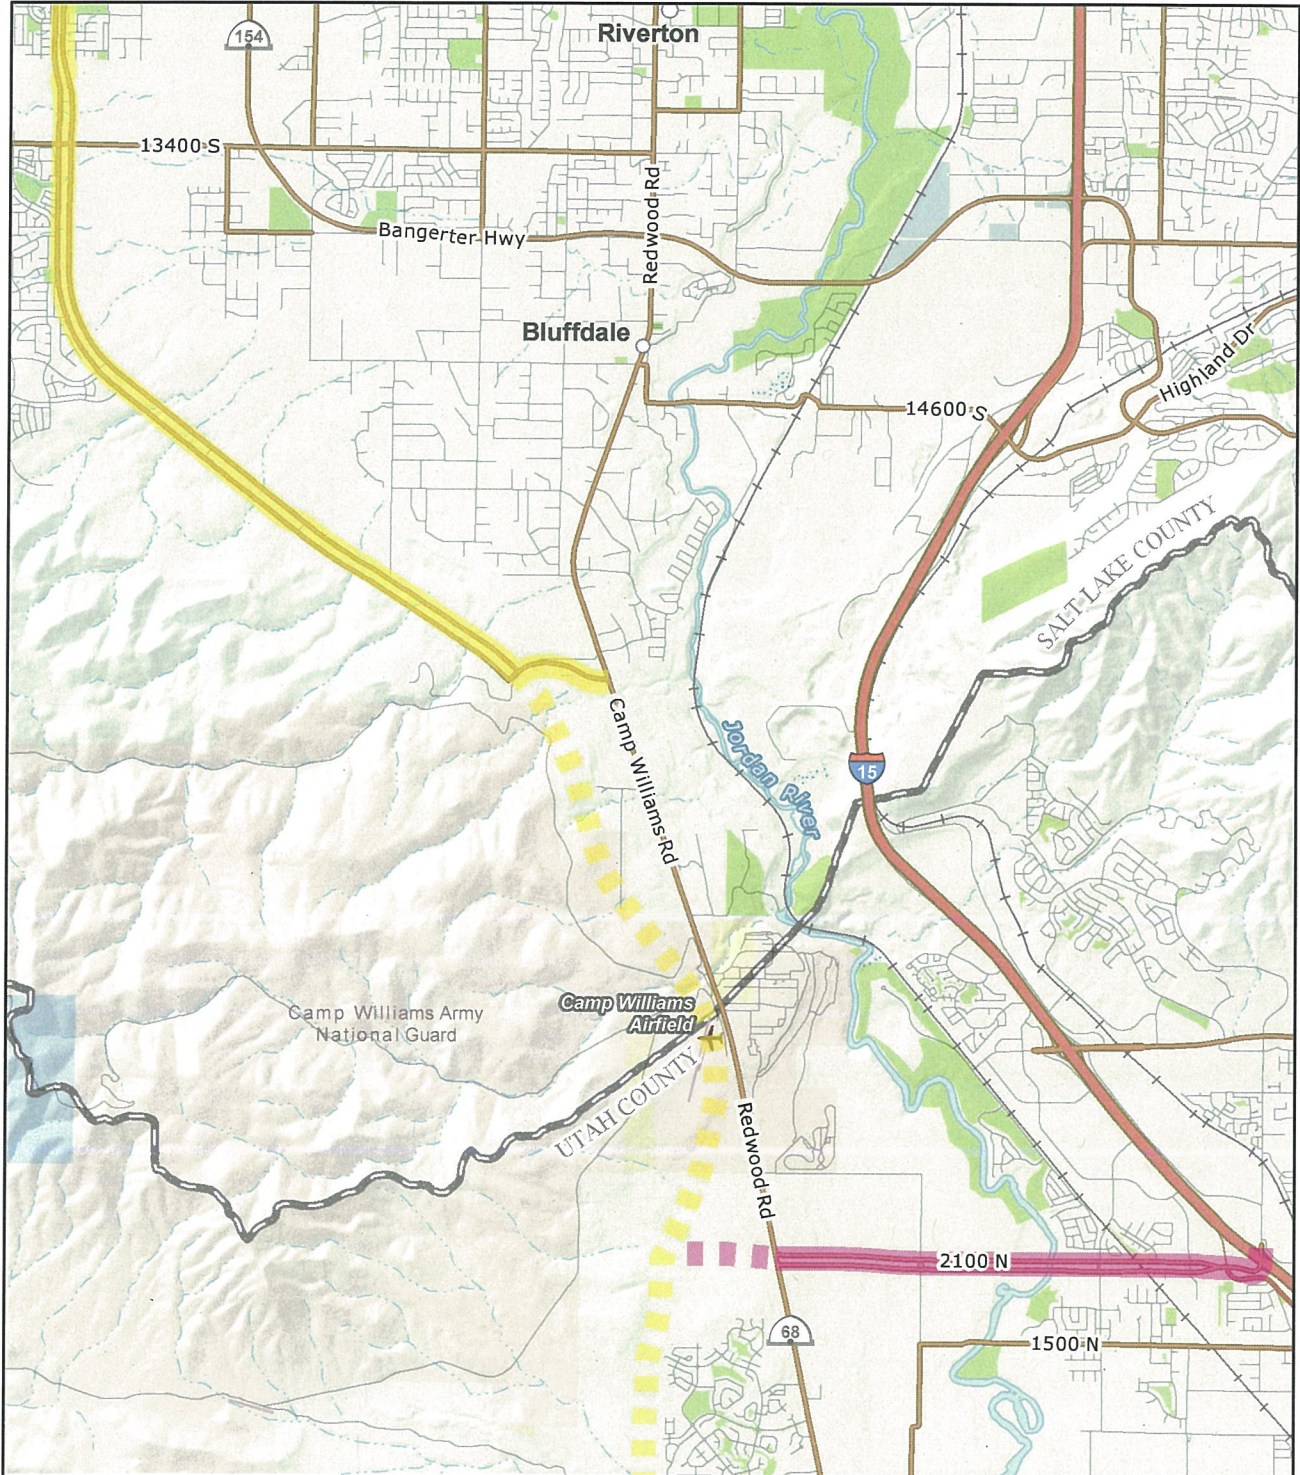 Riverton
154
13400 S
Redwood Rd
Bangerter Hwy
Bluffdale
Highland Dr
14600 S
SALT LAKE COUNTY
Camp Williams Rd
Jordan River
15
Camp Williams
Airfield
Camp Williams Army
National Guard
UTAH COUNTY
Redwood Rd
2100 N
68
1500 N